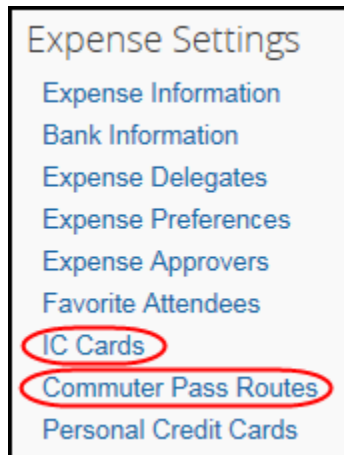 Expense Settings
Expense Information
Bank Information
Expense Delegates
Expense Preferences
Expense Approvers
Favorite Attendees
IC Cards
Commuter Pass Routes
Personal Credit Cards